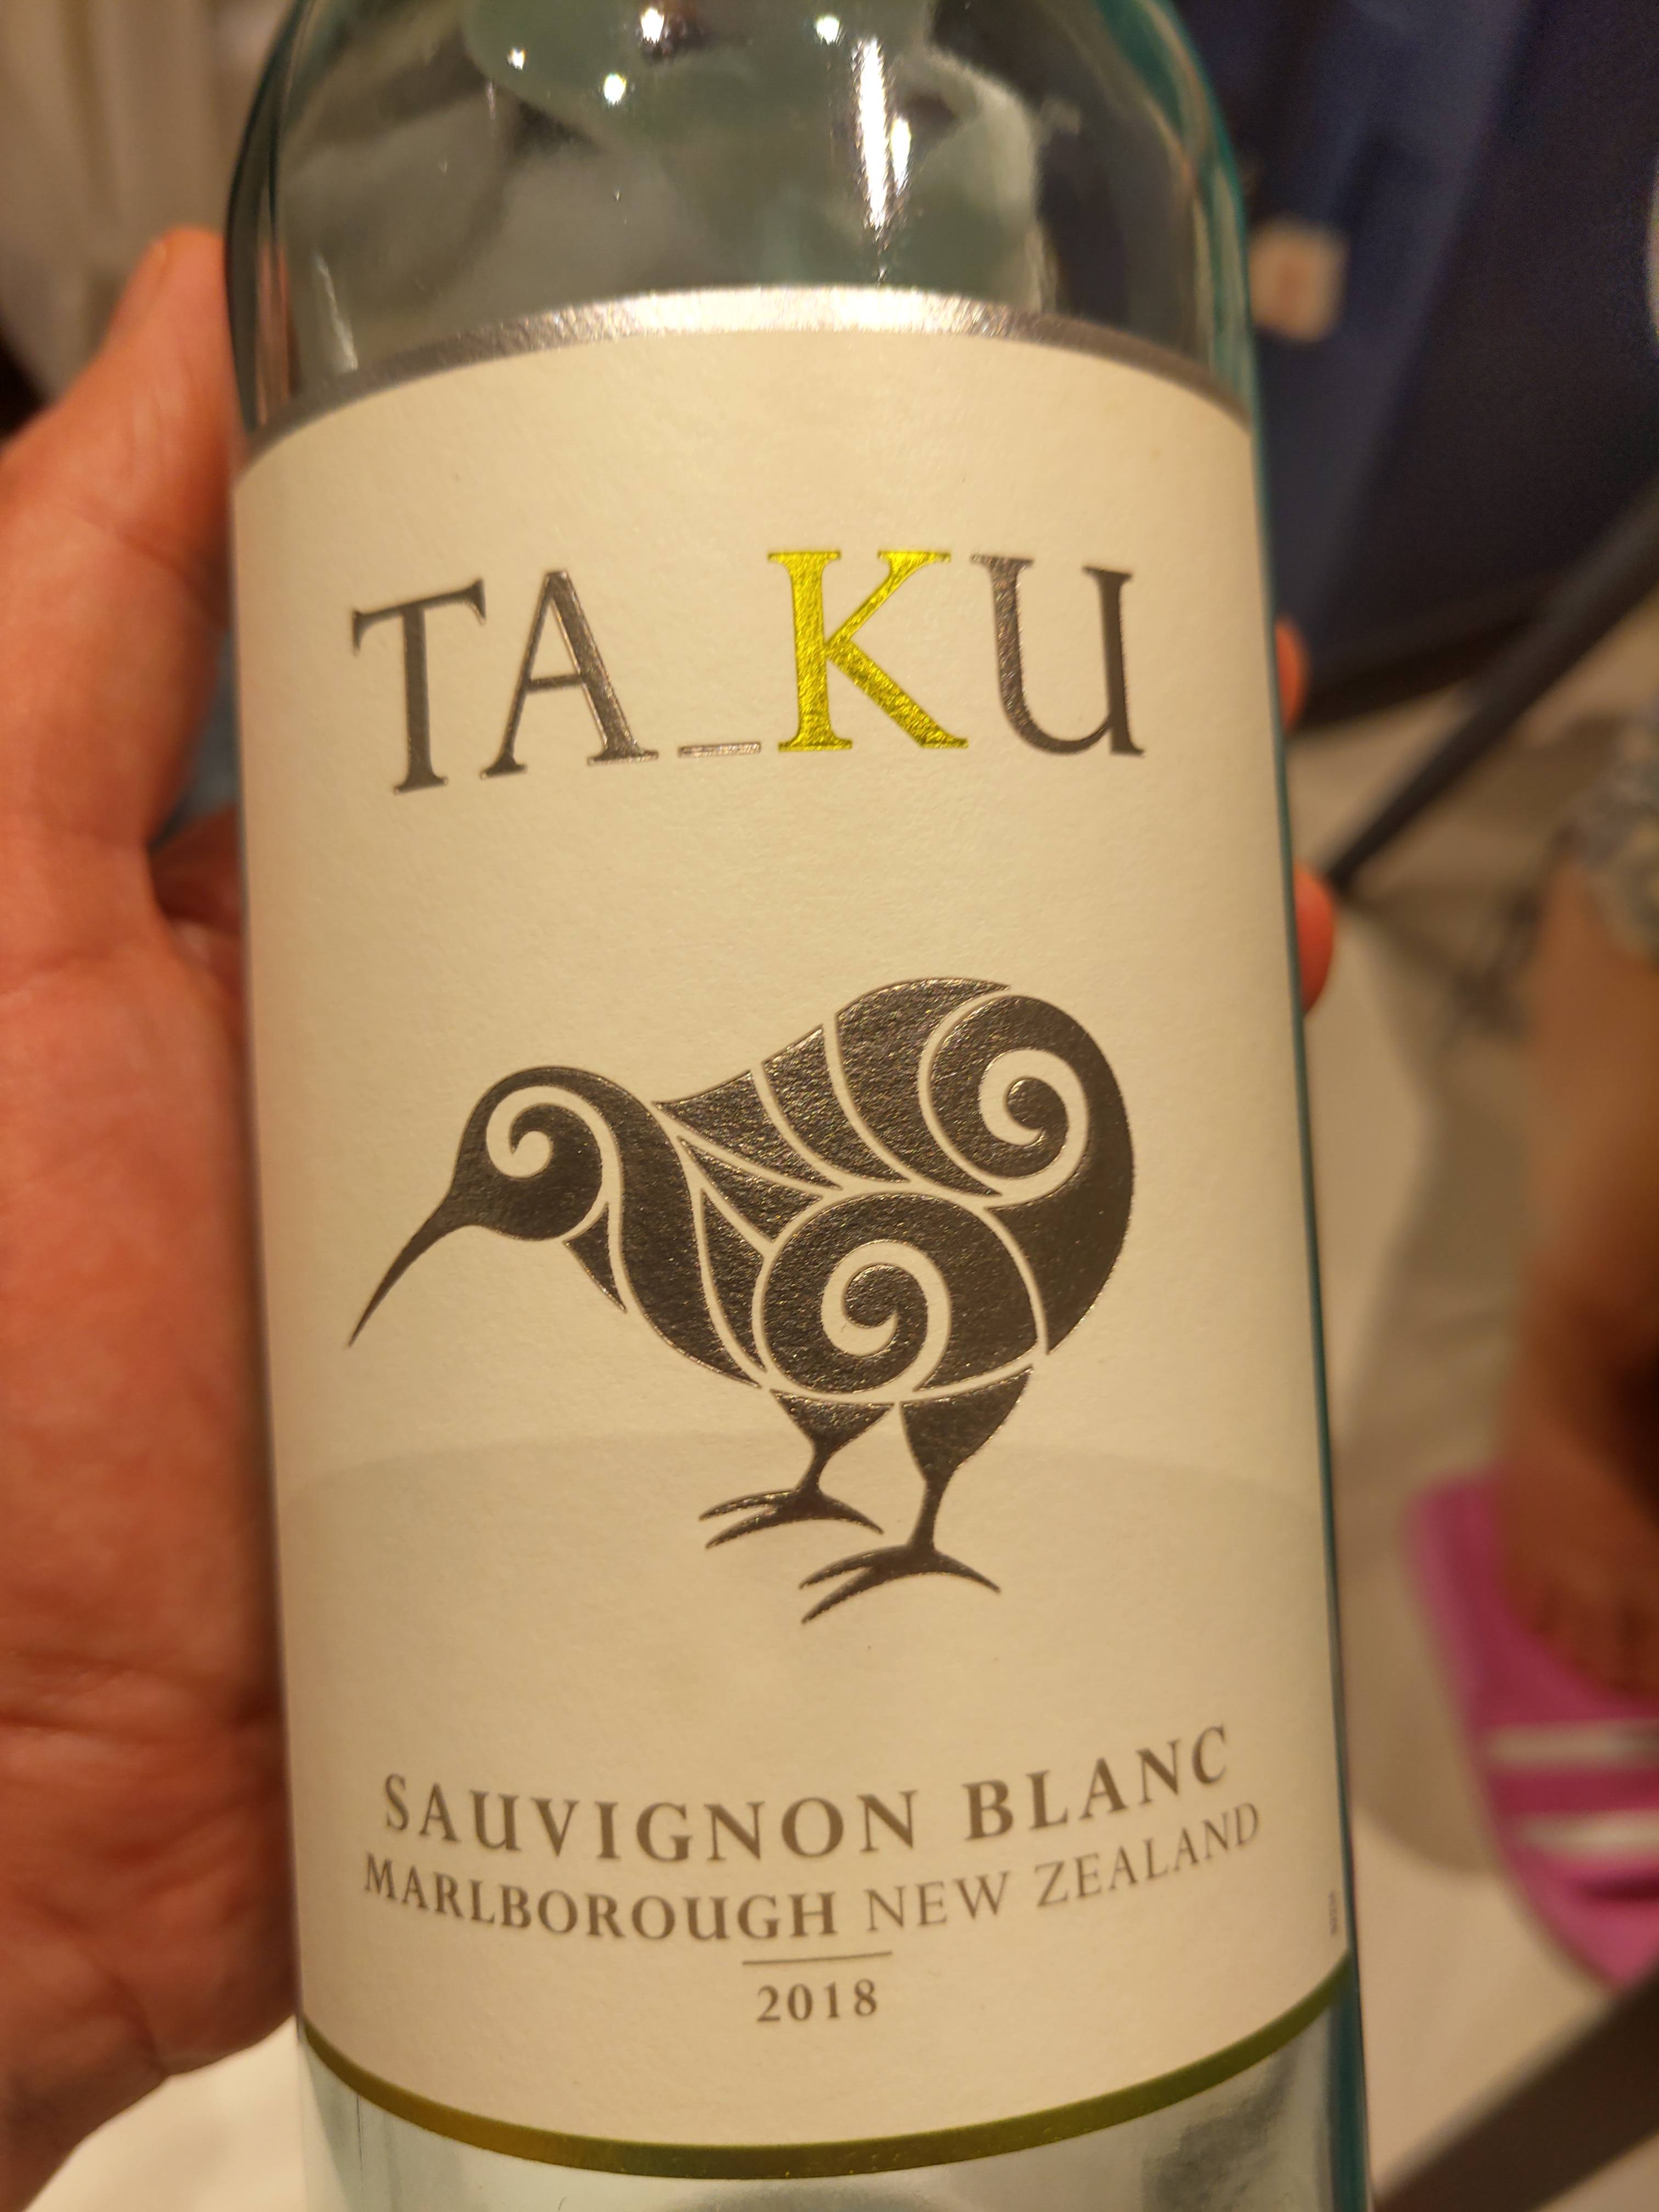 TA_KU
SAUVIGNON BLANC
MARLBOROUGH NEW ZEALAND
2018